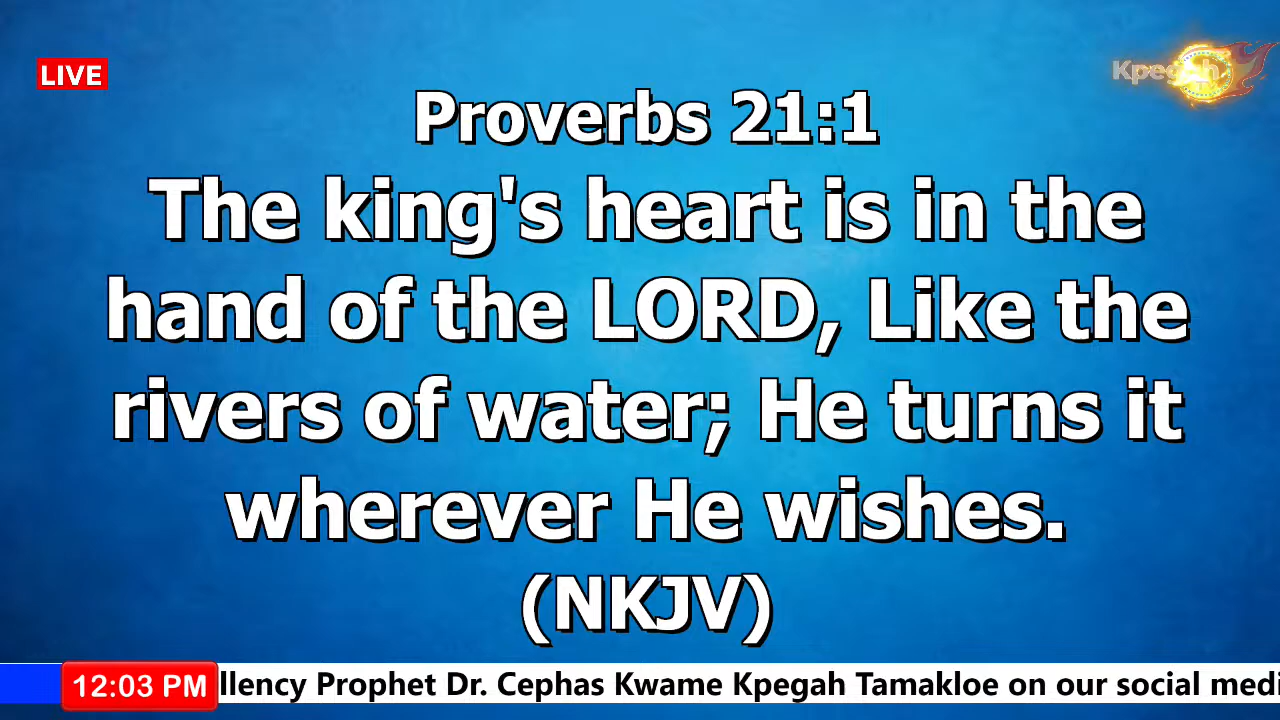 LIVE
Kpegah
TV
Proverbs 21:1
The king's heart is in the
hand of the LORD, Like the
rivers of water; He turns it
wherever He wishes.
(NKJV)
12:03 PM
llency Prophet Dr. Cephas Kwame Kpegah Tamakloe on our social medi